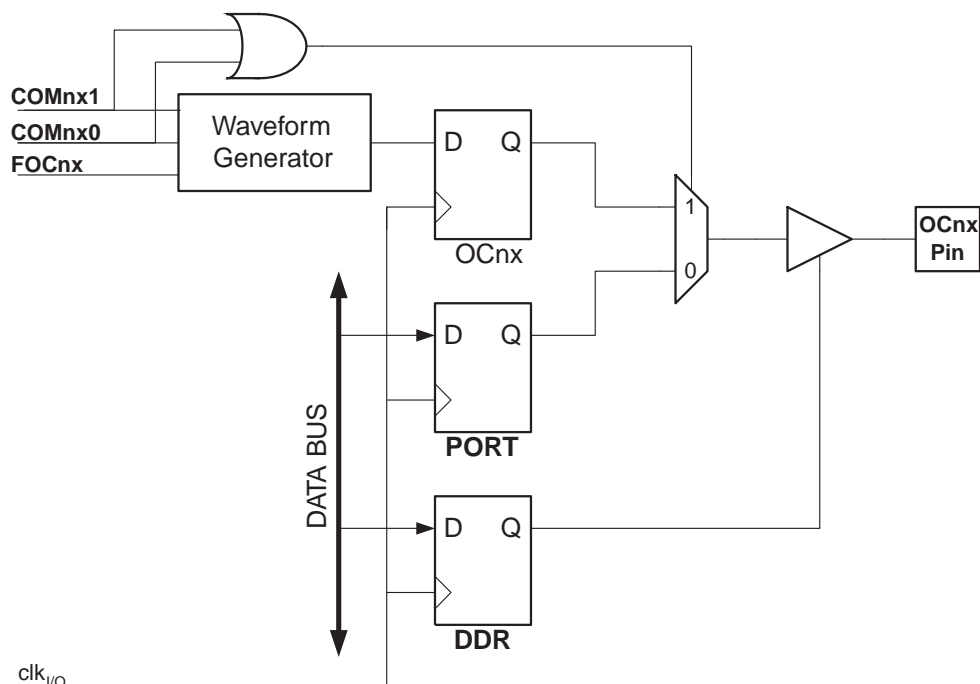 COMnx1
COMnx0
FOCnx
Waveform
Generator
D Q
OCnx
1
0
OCnx
Pin
D Q
PORT
DATA BUS
D Q
DDR
clkI/O